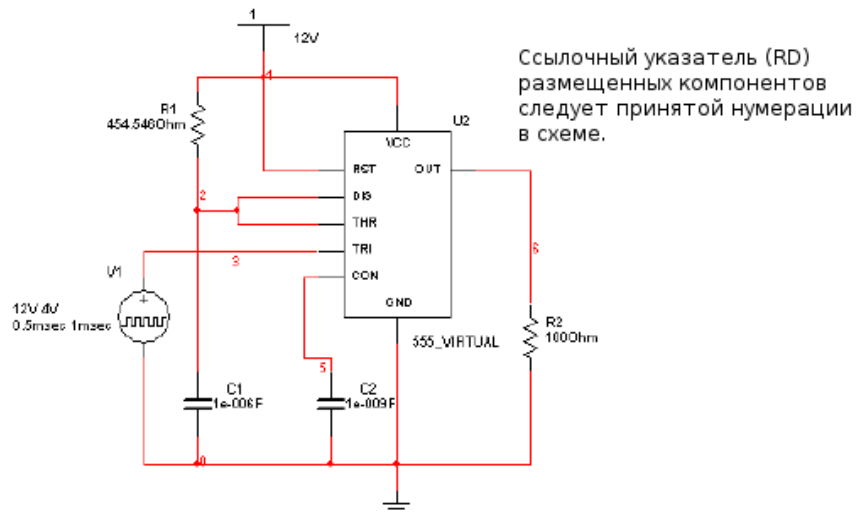 1
12V
Ссылочный указатель (RD)
размещенных компонентов
следует принятой нумерации
в схеме.
4
R1
454.546Ohm
U2
VCC
RST
OUT
2
DIS
THR
TRI
3
CON
6
V1
GND
12V 4V
0.5msec 1msec
555_VIRTUAL
R2
100Ohm
5
C1
1e-006F
C2
1e-009F
0